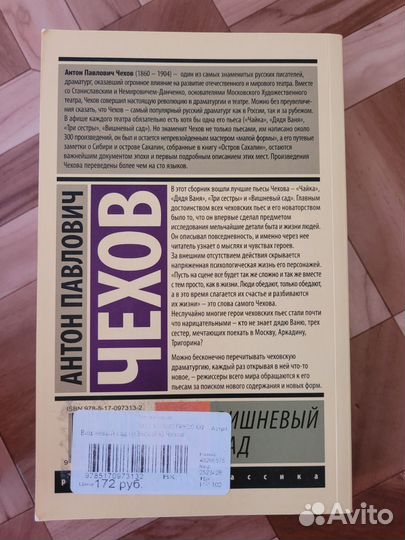 Антон Павлович Чехов (1860 – 1904) – один из самых знаменитых русских писателей,
драматург, оказавший огромное влияние на развитие отечественного и мирового театра. Вместе
со Станиславским и Немировичем-Данченко, основателями Московского Художественного
театра, Чехов совершил настоящую революцию в драматургии и театре. Можно без преувеличе-
ния сказать, что Чехов – самый популярный русский драматург как в России, так и за рубежом.
В афише каждого театра обязательно есть хотя бы одна его пьеса («Чайка», «Дядя Ваня»,
«Три сестры», «Вишневый сад»). Но знаменит Чехов не только пьесами, им написано около
300 произведений, он был и остается непревзойденным мастером «малой формы», а его путевые
заметки о Сибири и острове Сахалин, собранные в книгу «Остров Сахалин», остаются
важнейшим документом эпохи и первым подробным описанием этих мест. Произведения
Чехова переведены более чем на сто языков.
АНТОН ПАВЛОВИЧ
ЧЕХОВ
В этот сборник вошли лучшие пьесы Чехова – «Чайка»,
«Дядя Ваня», «Три сестры» и «Вишневый сад». Главным
достоинством всех чеховских пьес и его новаторством
было то, что он впервые сделал предметом
исследования мельчайшие детали быта и жизни людей.
Он описывал повседневность, и именно через нее
читатель узнает о мыслях и чувствах героев.
За внешним отсутствием действия скрывается
напряженная психологическая жизнь его персонажей.
«Пусть на сцене все будет так же сложно и так же вместе
с тем просто, как в жизни. Люди обедают, только обедают,
а в это время слагается их счастье и разбиваются
их жизни» – это слова самого Чехова.
Неслучайно многие герои чеховских пьес стали почти
что нарицательными – кто не знает дядю Ваню, трех
сестер, мечтающих поехать в Москву, Аркадину,
Тригорина?
Можно бесконечно перечитывать чеховскую
драматургию, каждый раз открывая в ней что-то
новое, – режиссеры всего мира обращаются к его
пьесам за поиском нового содержания и новых форм.
ISBN 978-5-17-097313-2
ВИШНЕВЫЙ
САД
9785170973132
Цена: 172 руб.
классика
Avito